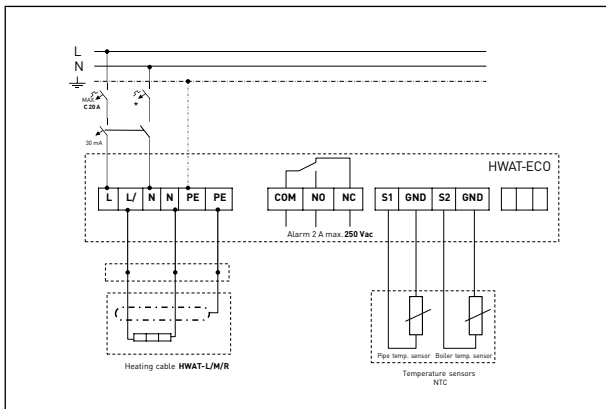 L
N
MAX.
C 20 A
*
30 mA
HWAT-ECO
L L/ N N PE PE
COM NO NC
S1 GND S2 GND
Alarm 2 A max. 250 Vac
Pipe temp. sensor Boiler temp. sensor
Heating cable HWAT-L/M/R
Temperature sensors
NTC